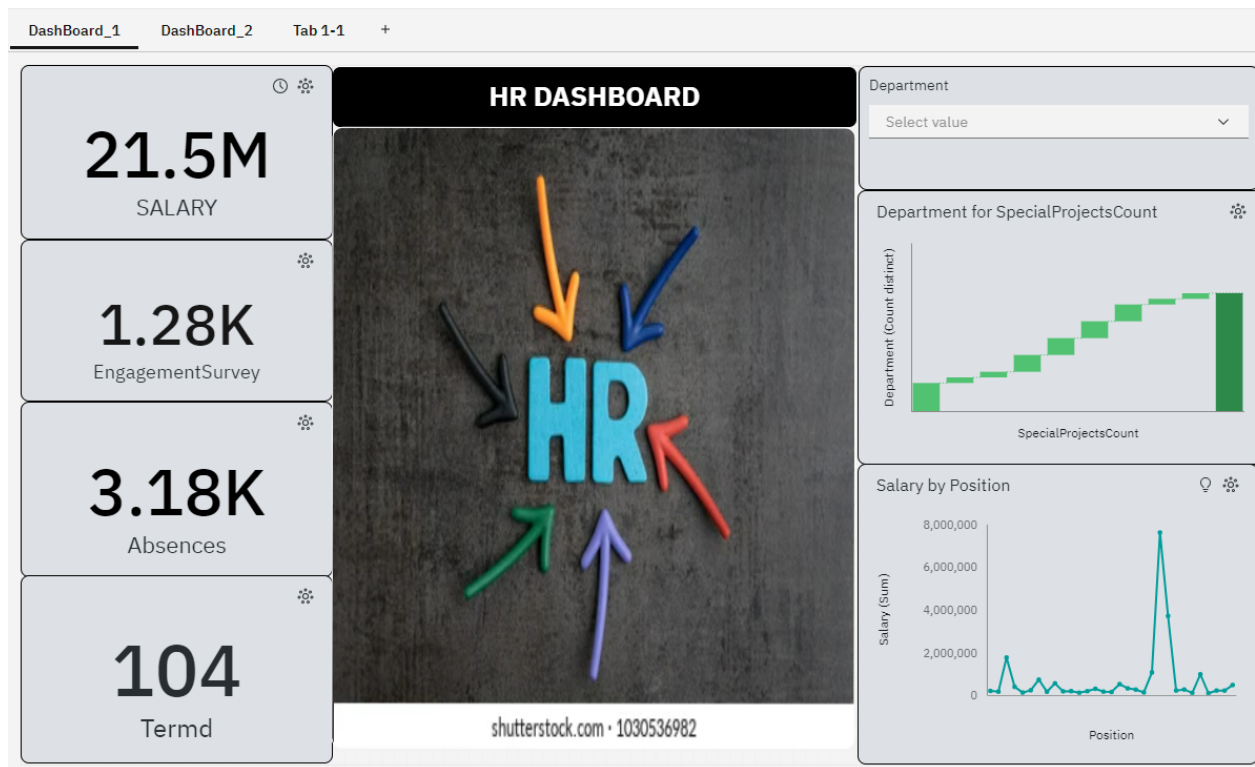 DashBoard_1
DashBoard_2
Tab 1-1
+
21.5M
SALARY
1.28K
EngagementSurvey
3.18K
Absences
104
Termd
HR DASHBOARD
HR
shutterstock.com · 1030536982
Department
Select value
Department for SpecialProjectsCount
Department (Count distinct)
SpecialProjectsCount
Salary by Position
8,000,000
6,000,000
4,000,000
2,000,000
0
Salary (Sum)
Position